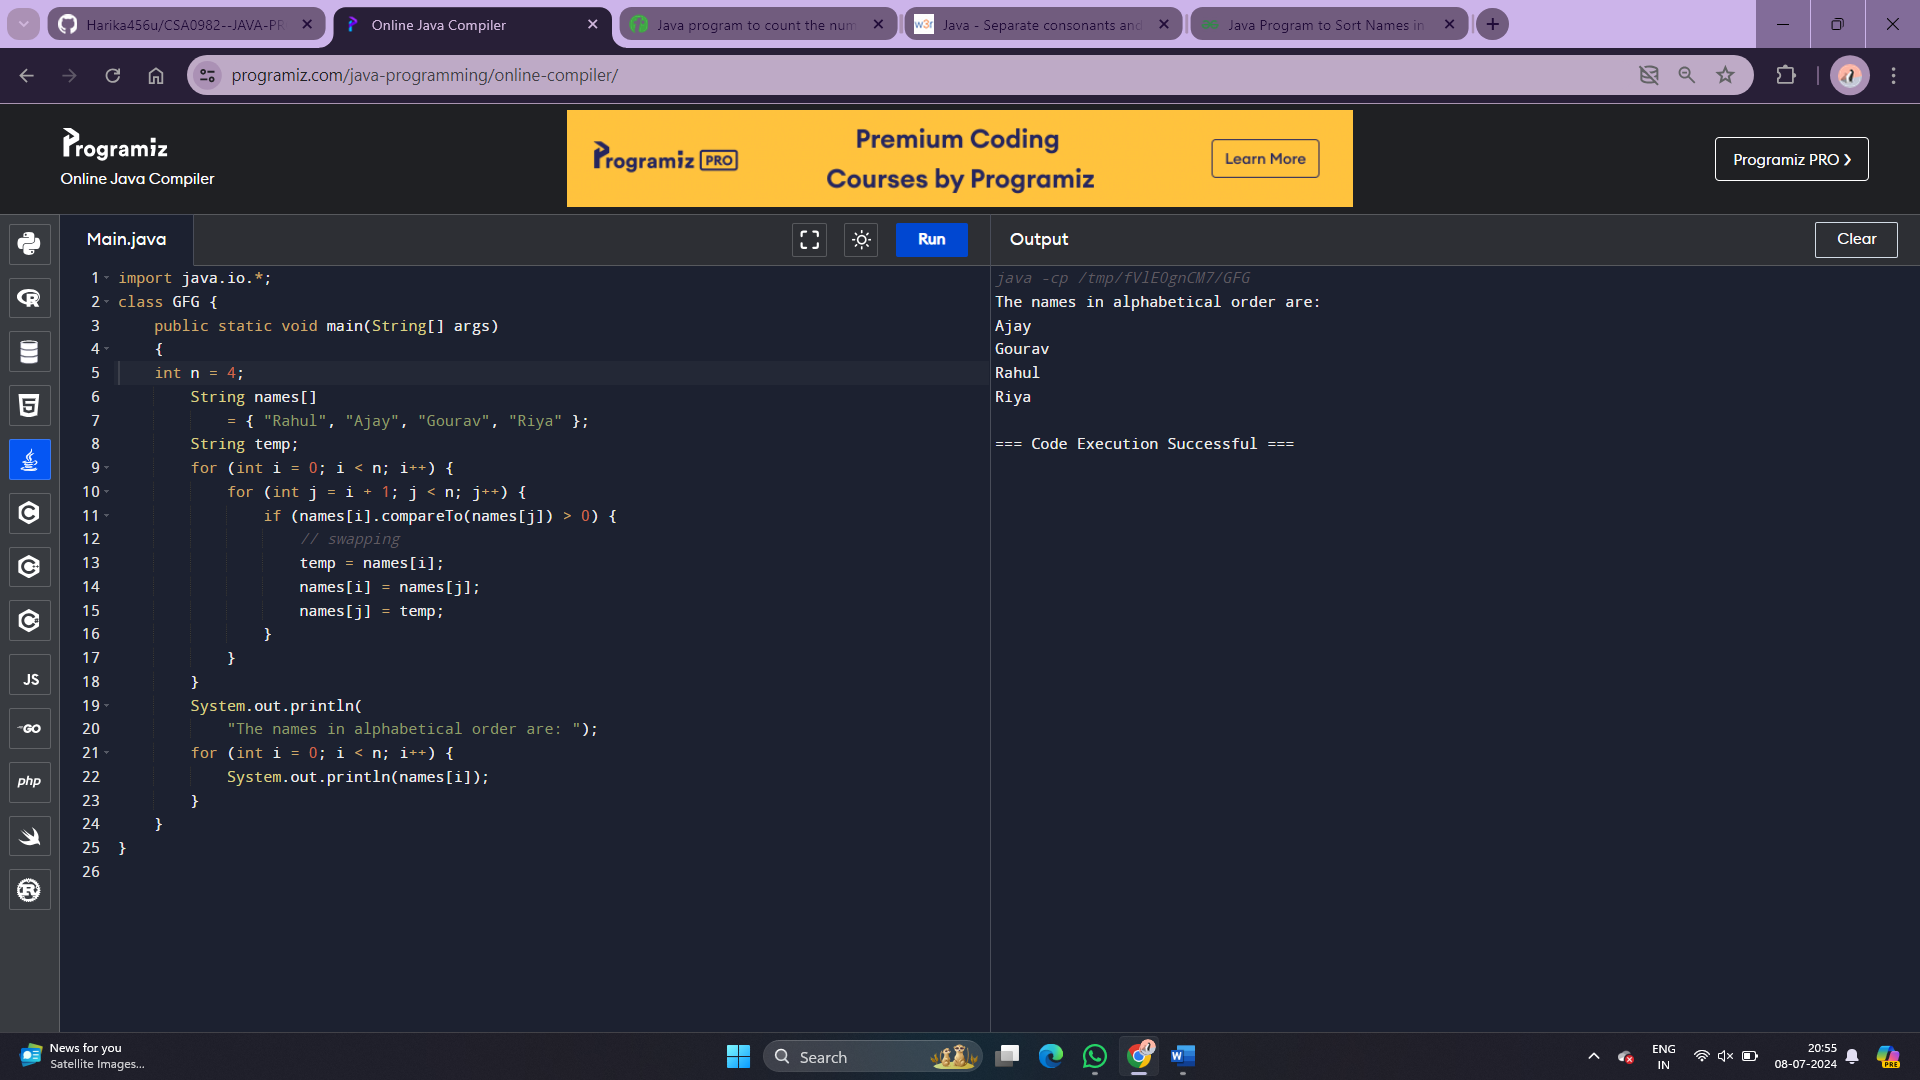 Harika456u/CSA0982--JAVA-PR
Online Java Compiler
Java program to count the num
w3r
Java - Separate consonants and
Java Program to Sort Names in
programiz.com/java-programming/online-compiler/
Programiz
Online Java Compiler
Programiz PRO
Premium Coding
Courses by Programiz
Learn More
Programiz PRO ❯
Main.java
Run
Output
Clear
1 import java.io.*;
2 class GFG {
3     public static void main(String[] args)
4     {
5     int n = 4;
6         String names[]
7             = { "Rahul", "Ajay", "Gourav", "Riya" };
8         String temp;
9         for (int i = 0; i < n; i++) {
10             for (int j = i + 1; j < n; j++) {
11                 if (names[i].compareTo(names[j]) > 0) {
12                     // swapping
13                     temp = names[i];
14                     names[i] = names[j];
15                     names[j] = temp;
16                 }
17             }
18         }
19         System.out.println(
20             "The names in alphabetical order are: ");
21         for (int i = 0; i < n; i++) {
22             System.out.println(names[i]);
23         }
24     }
25 }
26
java -cp /tmp/fVlE0gnCM7/GFG
The names in alphabetical order are:
Ajay
Gourav
Rahul
Riya
=== Code Execution Successful ===
JS
GO
php
News for you
Satellite Images...
Search
ENG
IN
20:55
08-07-2024
PRE